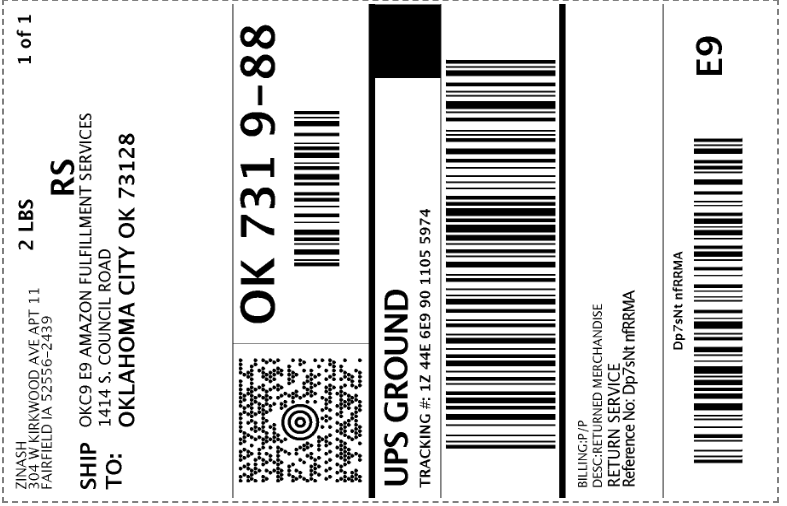 ZINASH
304 W KIRKWOOD AVE APT 11
FAIRFIELD IA 52556-2439
2 LBS
1 of 1
RS
SHIP TO:
OKC9 E9 AMAZON FULFILLMENT SERVICES
1414 S. COUNCIL ROAD
OKLAHOMA CITY OK 73128
OK 731 9-88
UPS GROUND
TRACKING #: 1Z 44E 6E9 90 1105 5974
BILLING:P/P
DESC:RETURNED MERCHANDISE
RETURN SERVICE
Reference No: Dp7sNt nfRRMA
Dp7sNt nfRRMA
E9